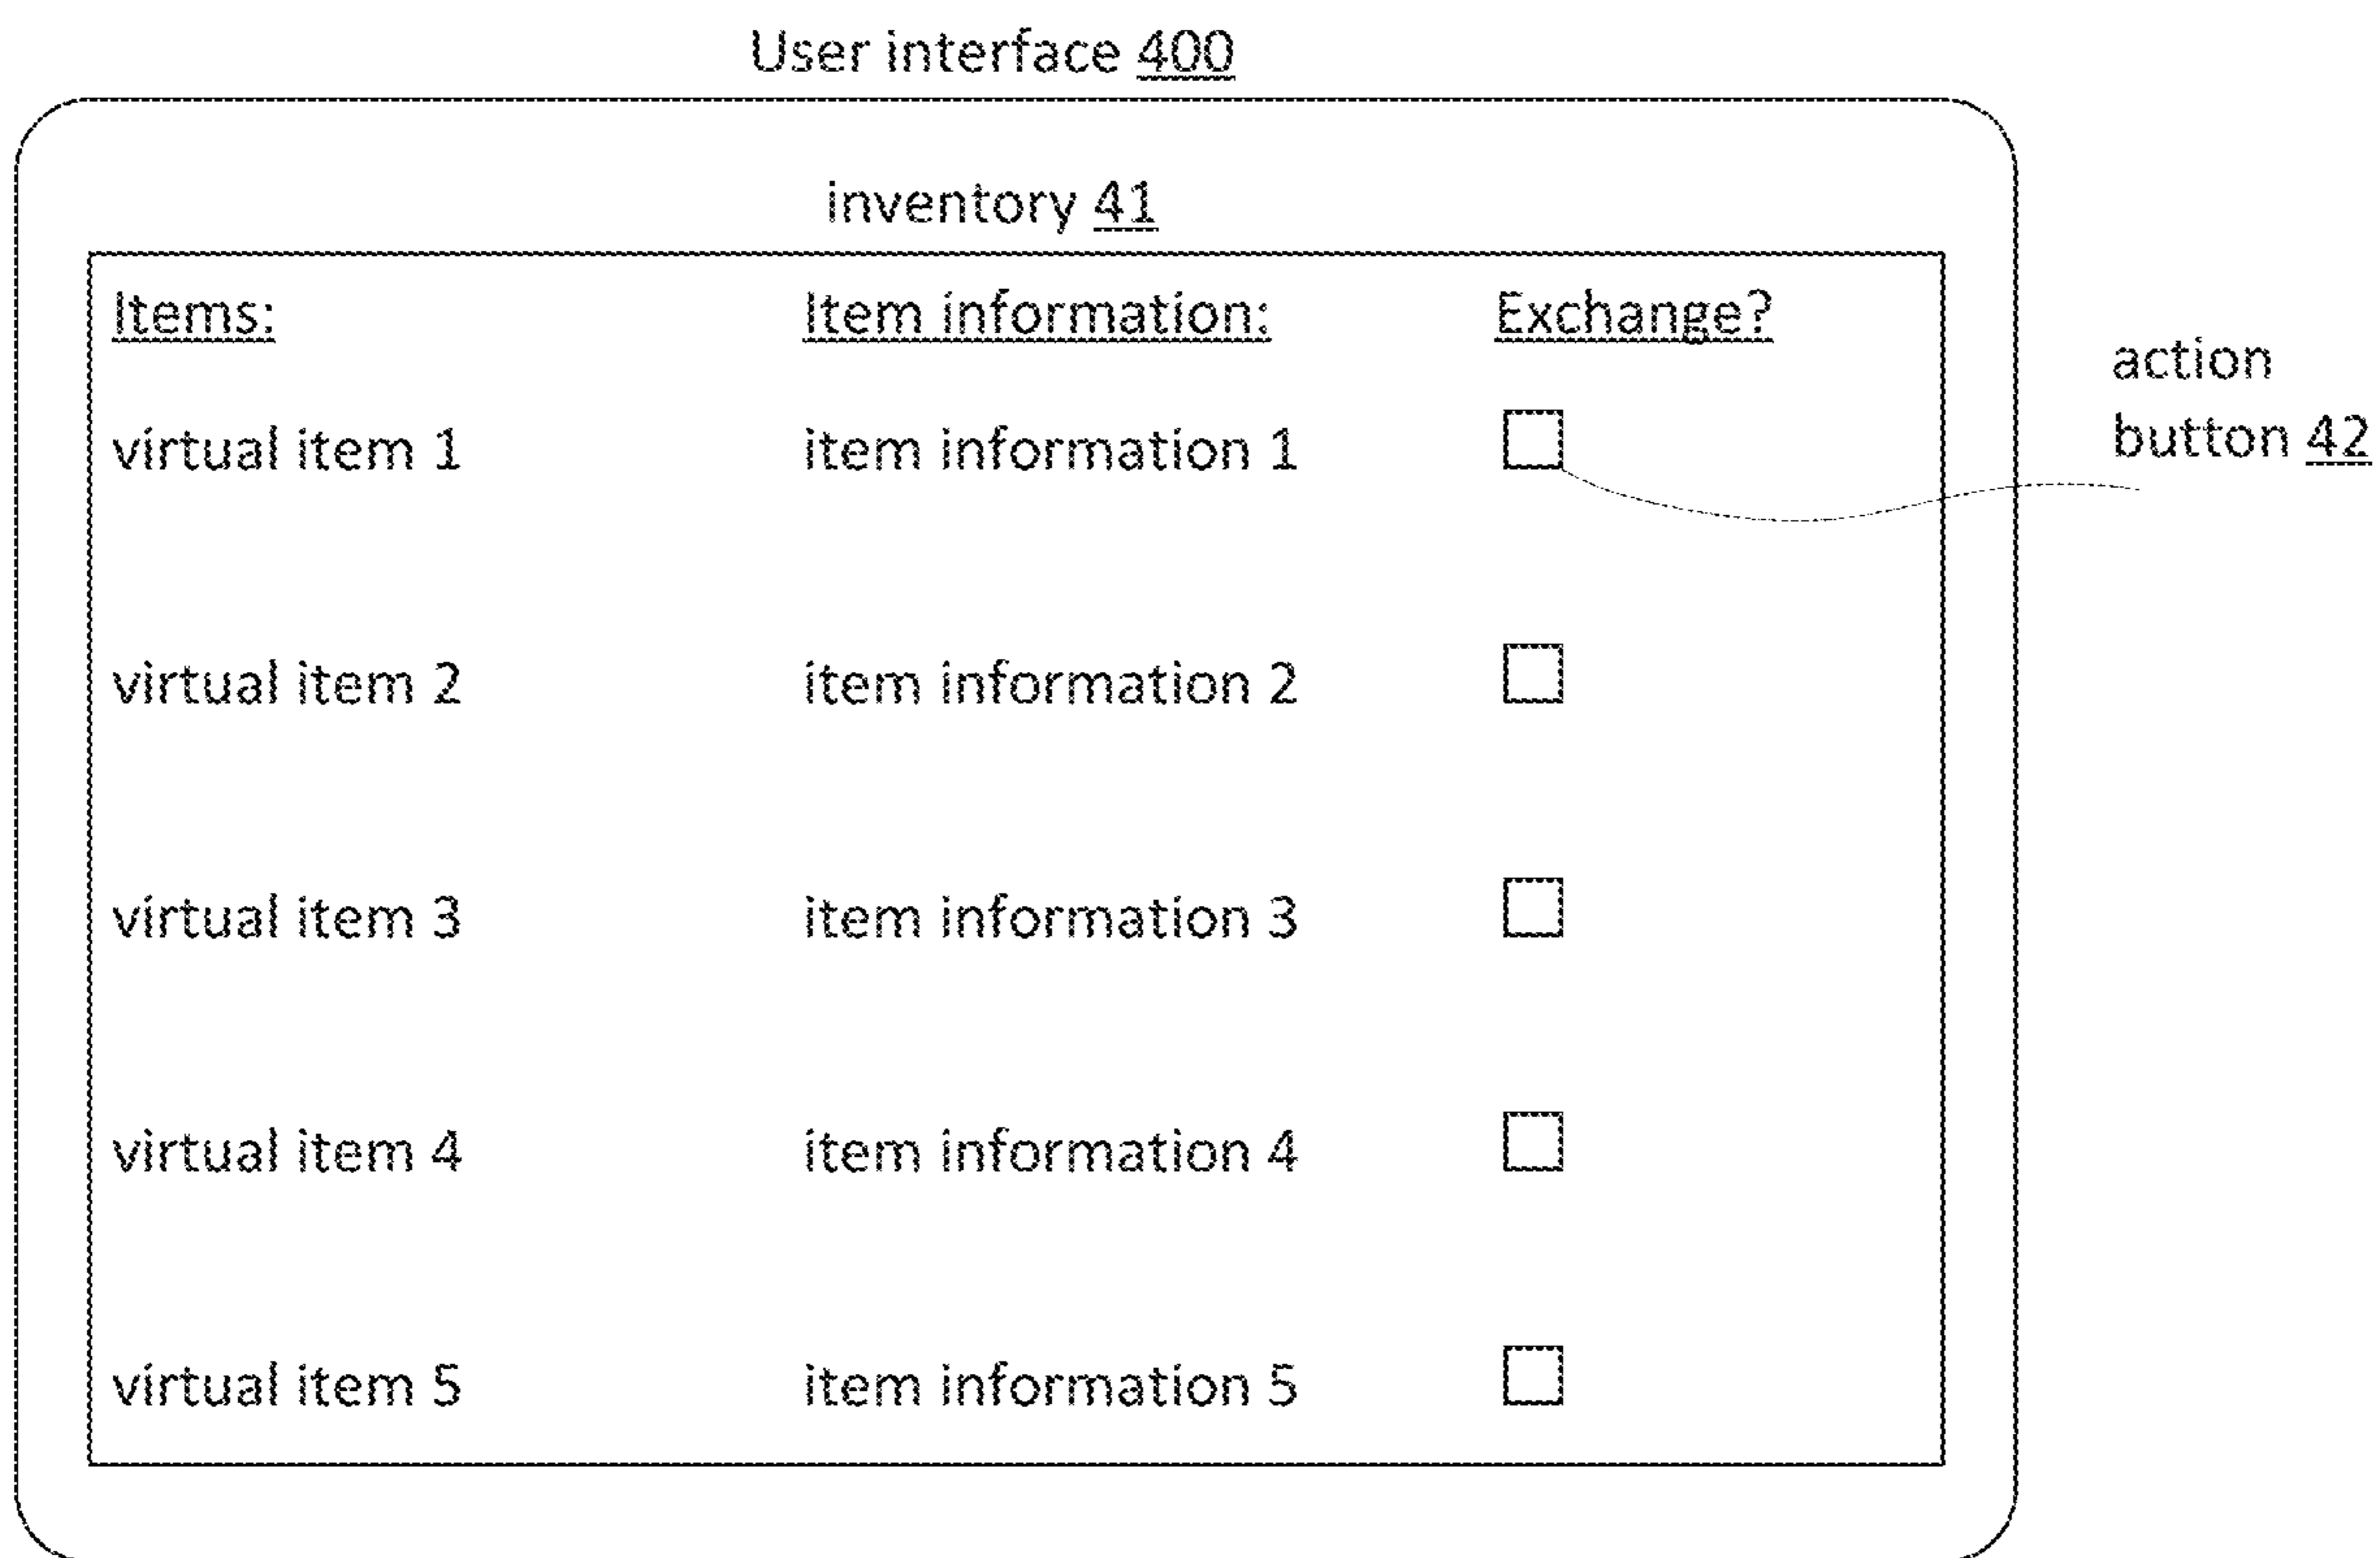 User interface 400
inventory 41
Items: Item information: Exchange?
action
button 42
virtual item 1 item information 1
virtual item 2 item information 2
virtual item 3 item information 3
virtual item 4 item information 4
virtual item 5 item information 5